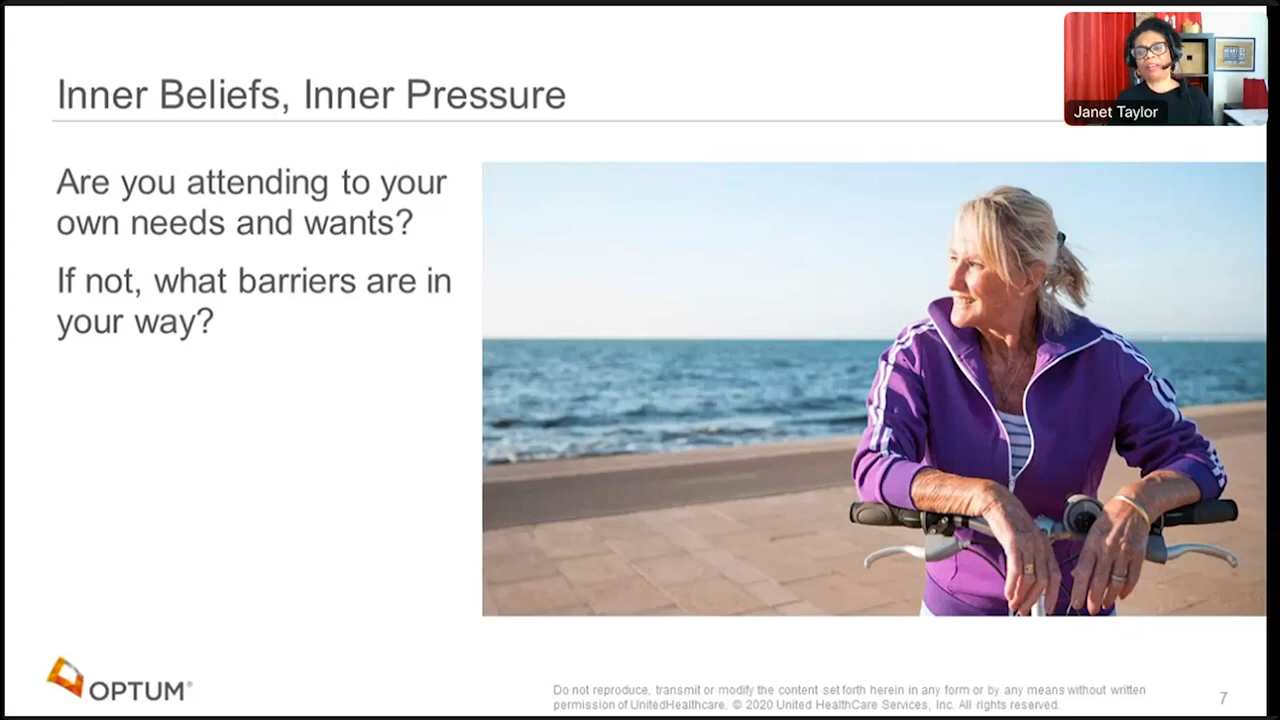 Inner Beliefs, Inner Pressure
Janet Taylor
Are you attending to your
own needs and wants?
If not, what barriers are in
your way?
OPTUM®
Do not reproduce, transmit or modify the content set forth herein in any form or by any means without written
permission of UnitedHealthcare. © 2020 United HealthCare Services, Inc. All rights reserved.
7